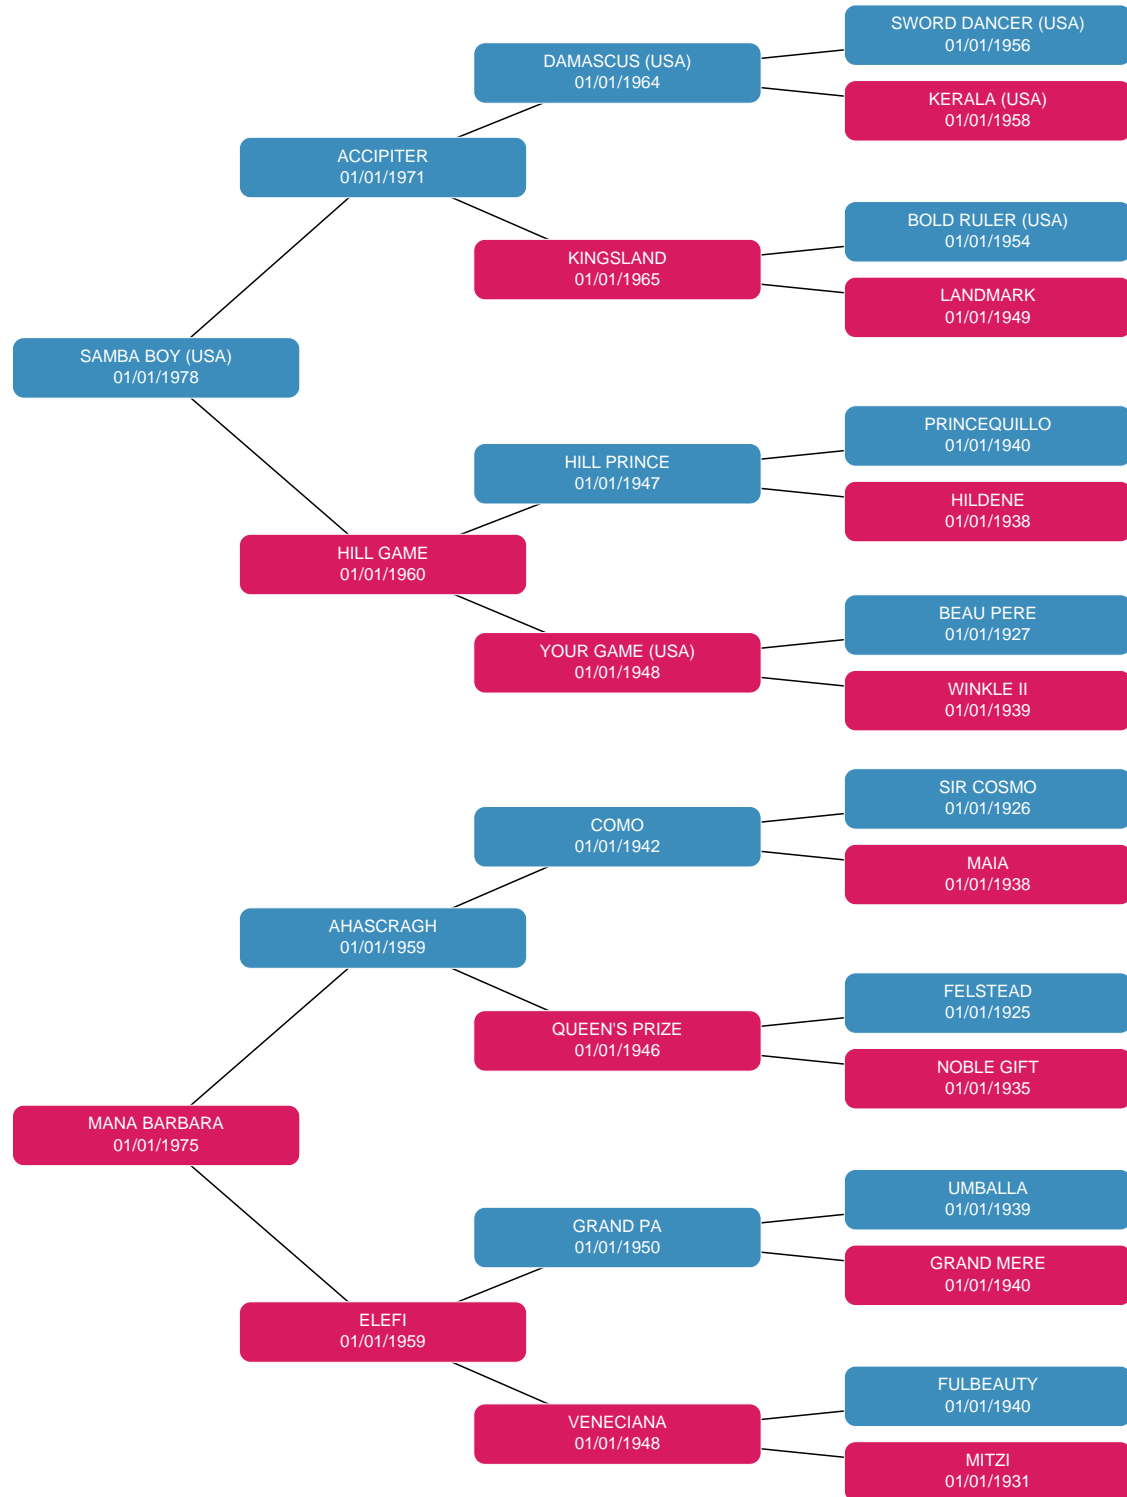 SWORD DANCER (USA)
01/01/1956
DAMASCUS (USA)
01/01/1964
KERALA (USA)
01/01/1958
ACCIPITER
01/01/1971
BOLD RULER (USA)
01/01/1954
KINGSLAND
01/01/1965
LANDMARK
01/01/1949
SAMBA BOY (USA)
01/01/1978
PRINCEQUILLO
01/01/1940
HILL PRINCE
01/01/1947
HILDENE
01/01/1938
HILL GAME
01/01/1960
BEAU PERE
01/01/1927
YOUR GAME (USA)
01/01/1948
WINKLE II
01/01/1939
SIR COSMO
01/01/1926
COMO
01/01/1942
MAIA
01/01/1938
AHASCRAGH
01/01/1959
FELSTEAD
01/01/1925
QUEEN'S PRIZE
01/01/1946
NOBLE GIFT
01/01/1935
MANA BARBARA
01/01/1975
UMBALLA
01/01/1939
GRAND PA
01/01/1950
GRAND MERE
01/01/1940
ELEFI
01/01/1959
FULBEAUTY
01/01/1940
VENECIANA
01/01/1948
MITZI
01/01/1931